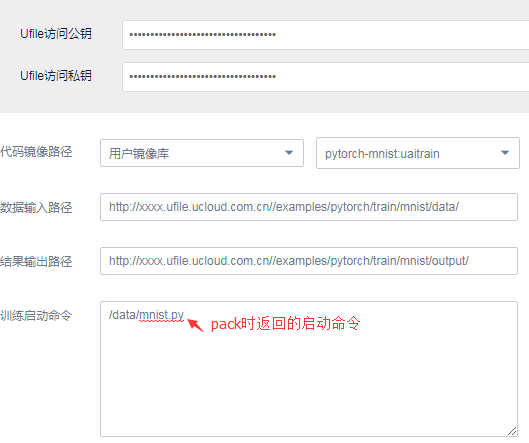 Ufile访问公钥
••••••••••••••••••••••••••••••••••••
Ufile访问私钥
••••••••••••••••••••••••••••••••••••
代码镜像路径 用户镜像库 pytorch-mnist:uaitrain
数据输入路径 http://xxxx.ufile.ucloud.com.cn//examples/pytorch/train/mnist/data/
结果输出路径 http://xxxx.ufile.ucloud.com.cn//examples/pytorch/train/mnist/output/
训练启动命令 /data/mnist.py
pack时返回的启动命令